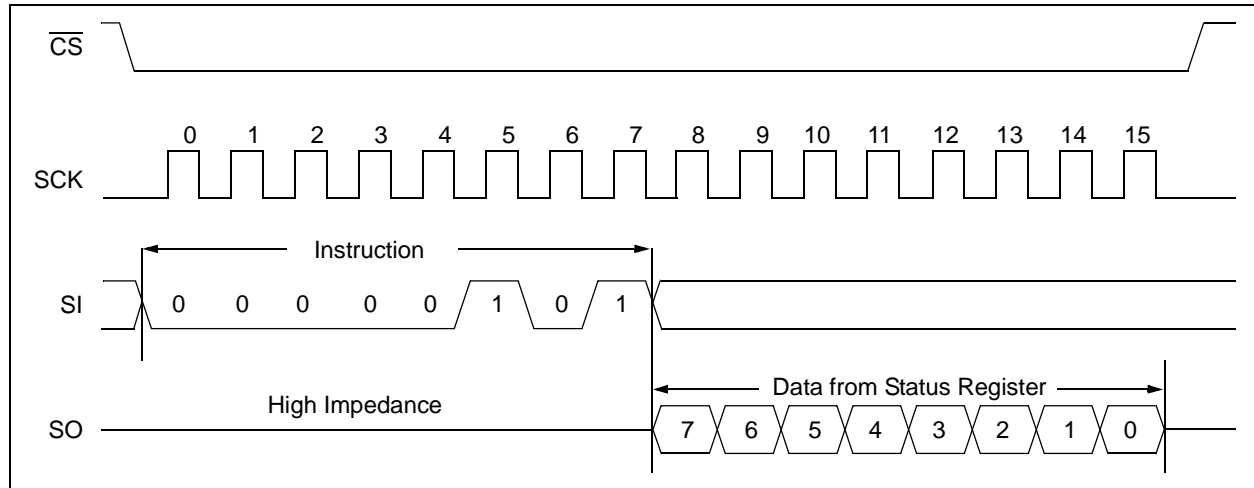 CS
0 1 2 3 4 5 6 7 8 9 10 11 12 13 14 15
SCK
Instruction
SI 0 0 0 0 0 1 0 1
Data from Status Register
High Impedance
SO 7 6 5 4 3 2 1 0